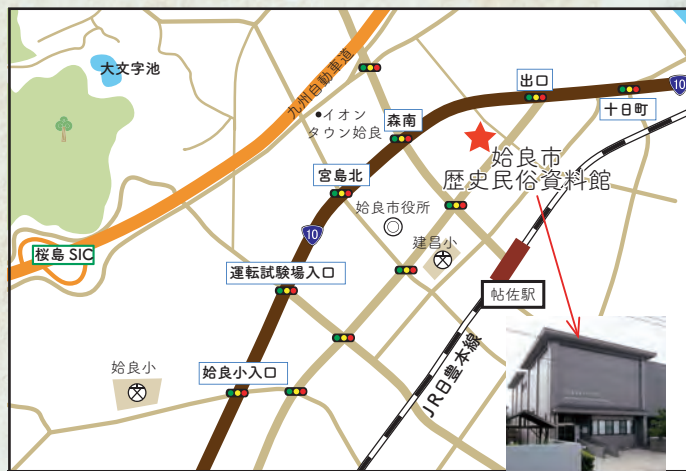 大文字池
九州自動車道
•イオン
タウン姶良
森南
出口
10
十日町
姶良市
歴史民俗資料館
宮島北
姶良市役所
建昌小
10
桜島SIC
運転試験場入口
帖佐駅
JR日豊本線
姶良小
姶良小入口